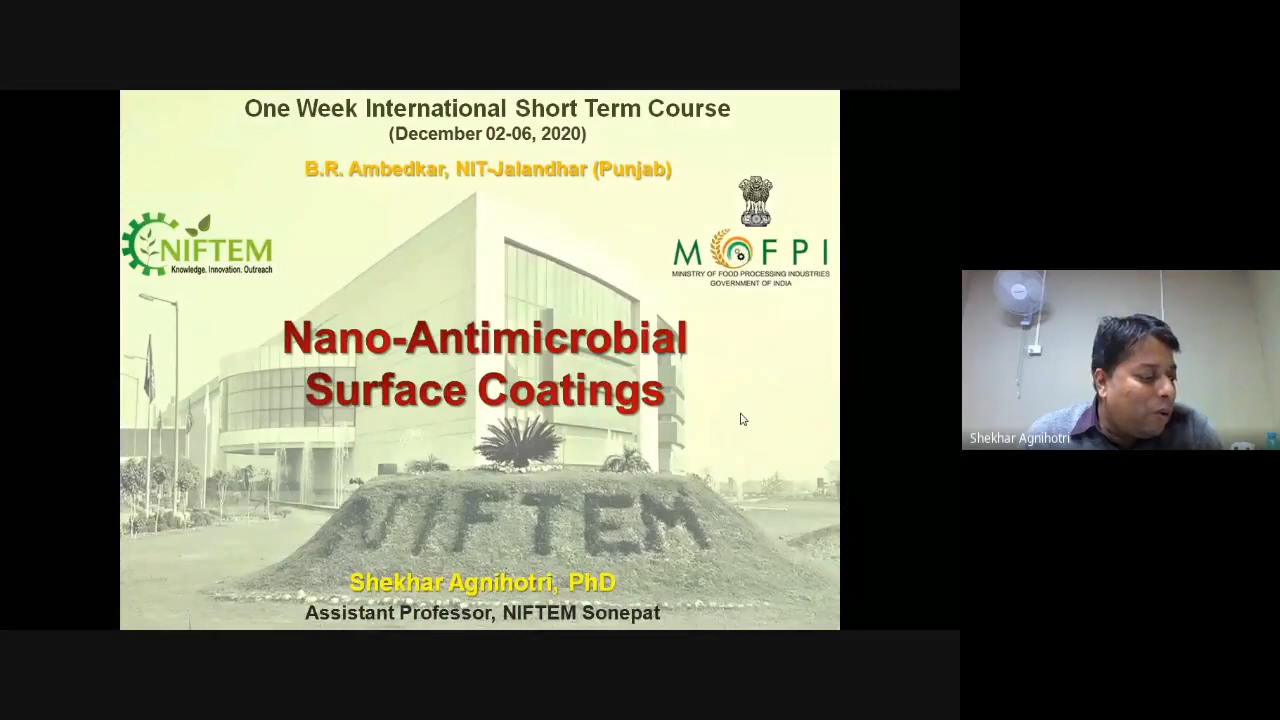 One Week International Short Term Course
(December 02-06, 2020)
B.R. Ambedkar, NIT-Jalandhar (Punjab)
NIFTEM
Knowledge. Innovation. Outreach
MOFPI
MINISTRY OF FOOD PROCESSING INDUSTRIES
GOVERNMENT OF INDIA
Nano-Antimicrobial
Surface Coatings
NIFTEM
Shekhar Agnihotri, PhD
Assistant Professor, NIFTEM Sonepat
Shekhar Agnihotri